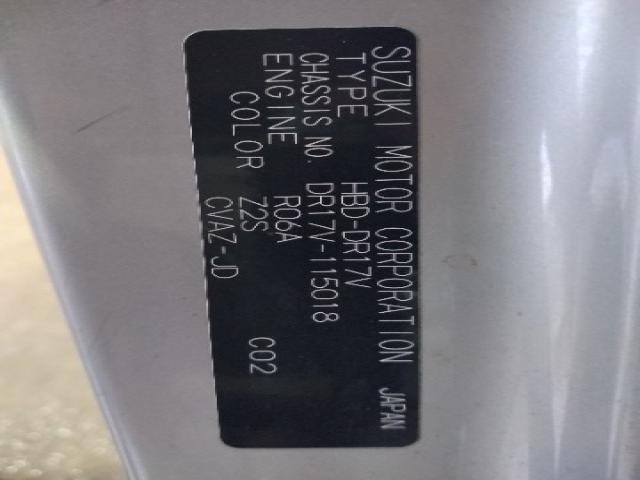 SUZUKI MOTOR CORPORATION JAPAN
TYPE HBD-DR17V
CHASSIS NO. DR17V-115018
ENGINE R06A
COLOR Z2S C02
CVAZ-JD